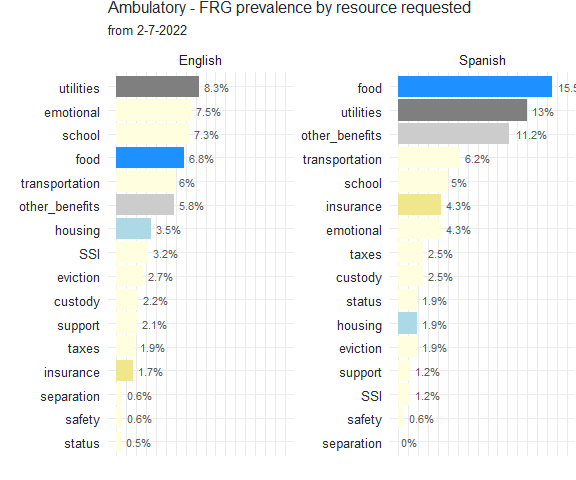 Ambulatory - FRG prevalence by resource requested
from 2-7-2022
English
utilities 8.3%
emotional 7.5%
school 7.3%
food 6.8%
transportation 6%
other_benefits 5.8%
housing 3.5%
SSI 3.2%
eviction 2.7%
custody 2.2%
support 2.1%
taxes 1.9%
insurance 1.7%
separation 0.6%
safety 0.6%
status 0.5%
Spanish
food 15.5
utilities 13%
other_benefits 11.2%
transportation 6.2%
school 5%
insurance 4.3%
emotional 4.3%
taxes 2.5%
custody 2.5%
status 1.9%
housing 1.9%
eviction 1.9%
support 1.2%
SSI 1.2%
safety 0.6%
separation 0%